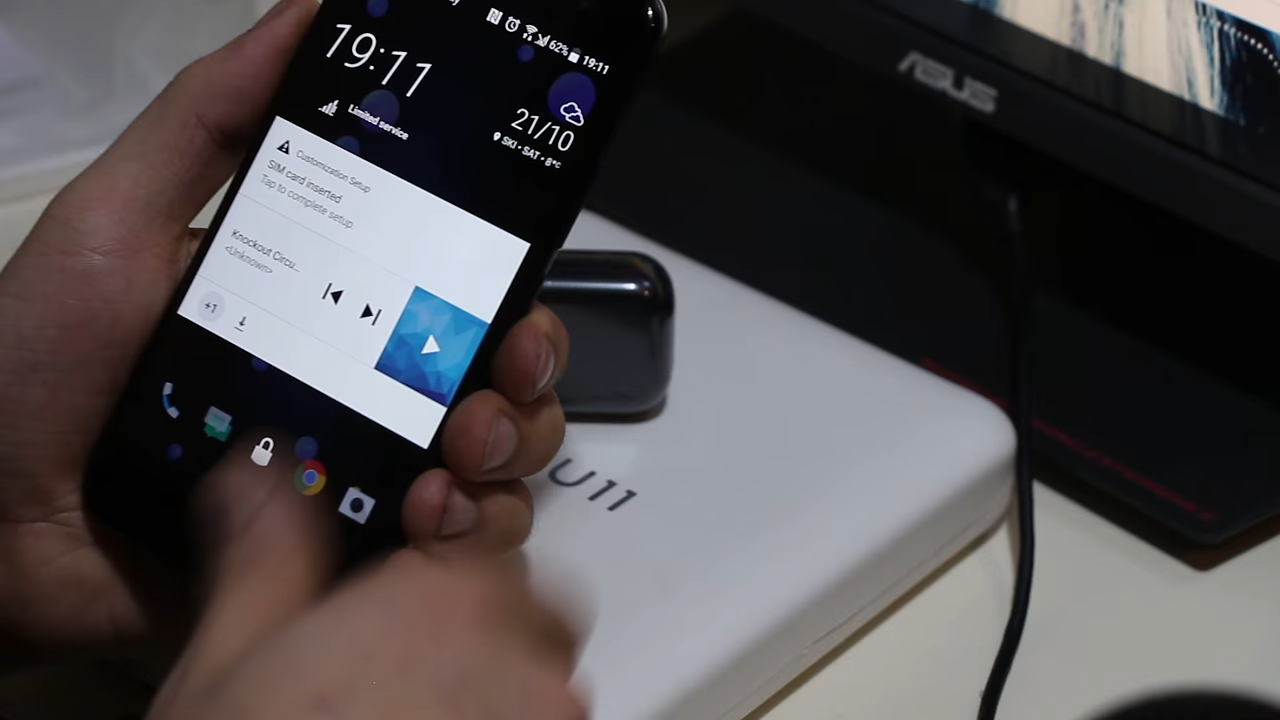 62% 19:11
19:11
Limited service
21/10
SKI • SAT • 8°C
Customization Setup
SIM card inserted
Tap to complete setup.
Knockout Circu...
<Unknown>
+1
U11
ASUS